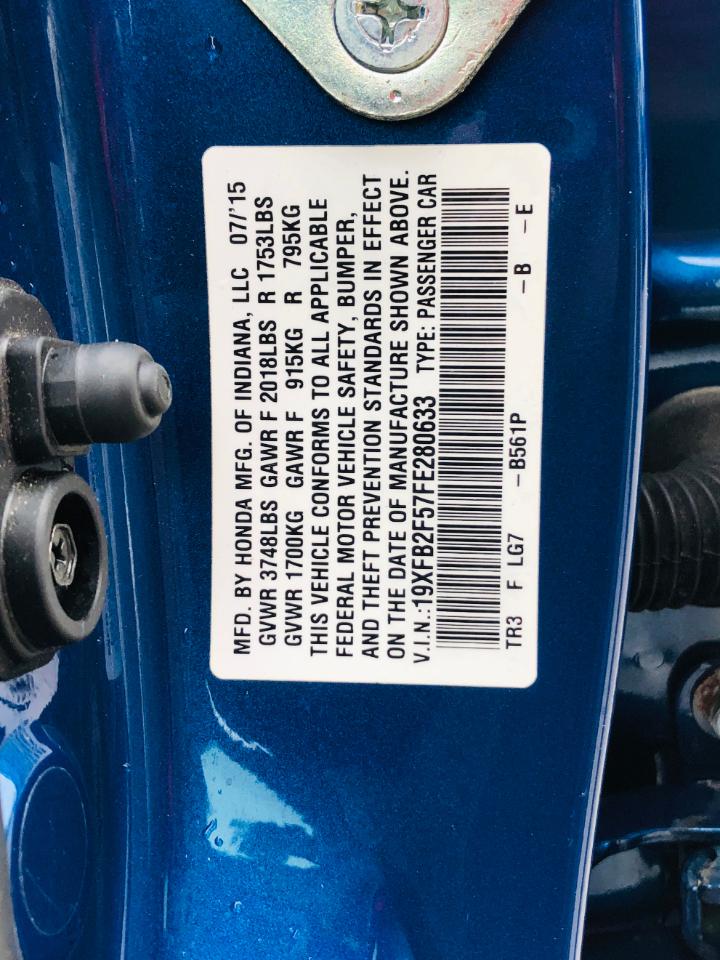 MFD. BY HONDA MFG. OF INDIANA, LLC 07/'15
GVWR 3748LBS GAWR F 2018LBS R 1753LBS
GVWR 1700KG GAWR F 915KG R 795KG
THIS VEHICLE CONFORMS TO ALL APPLICABLE
FEDERAL MOTOR VEHICLE SAFETY, BUMPER,
AND THEFT PREVENTION STANDARDS IN EFFECT
ON THE DATE OF MANUFACTURE SHOWN ABOVE.
V.I.N.:19XFB2F57FE280633 TYPE: PASSENGER CAR
TR3 F LG7 -B561P -B -E